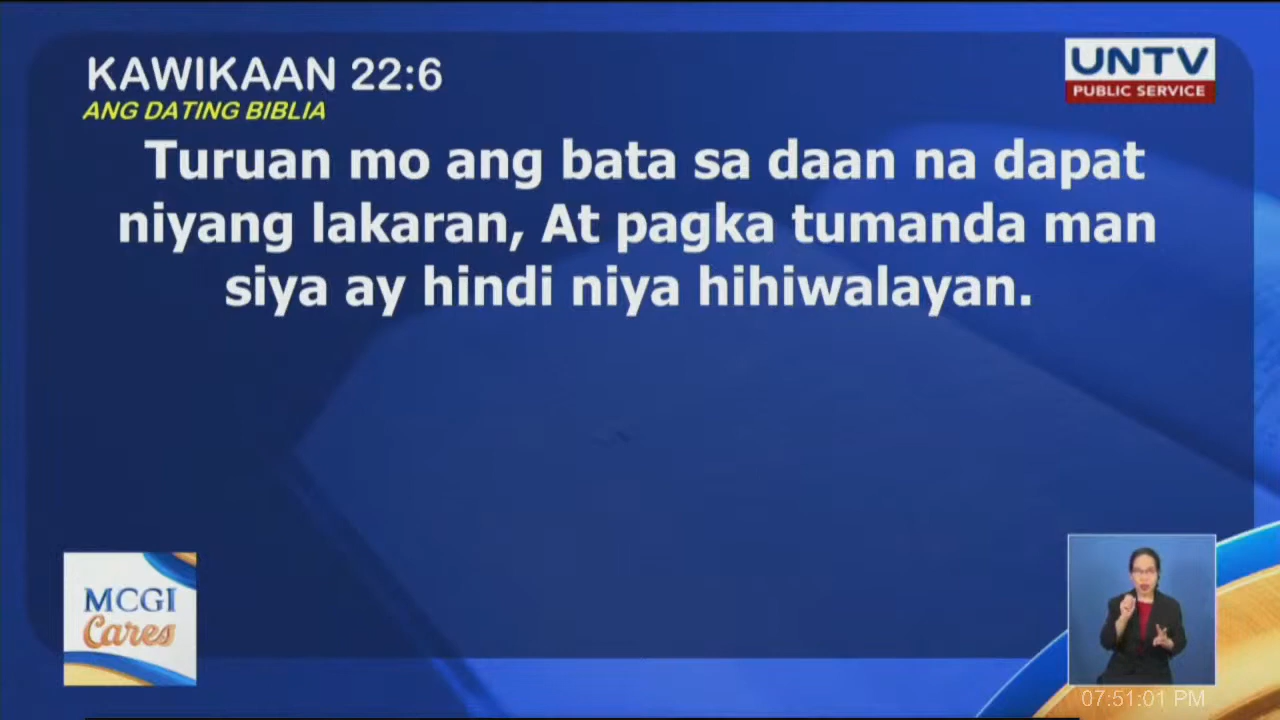 KAWIKAAN 22:6
ANG DATING BIBLIA
UNTV
PUBLIC SERVICE
Turuan mo ang bata sa daan na dapat
niyang lakaran, At pagka tumanda man
siya ay hindi niya hihiwalayan.
MCGI
Cares
07:51:01 PM